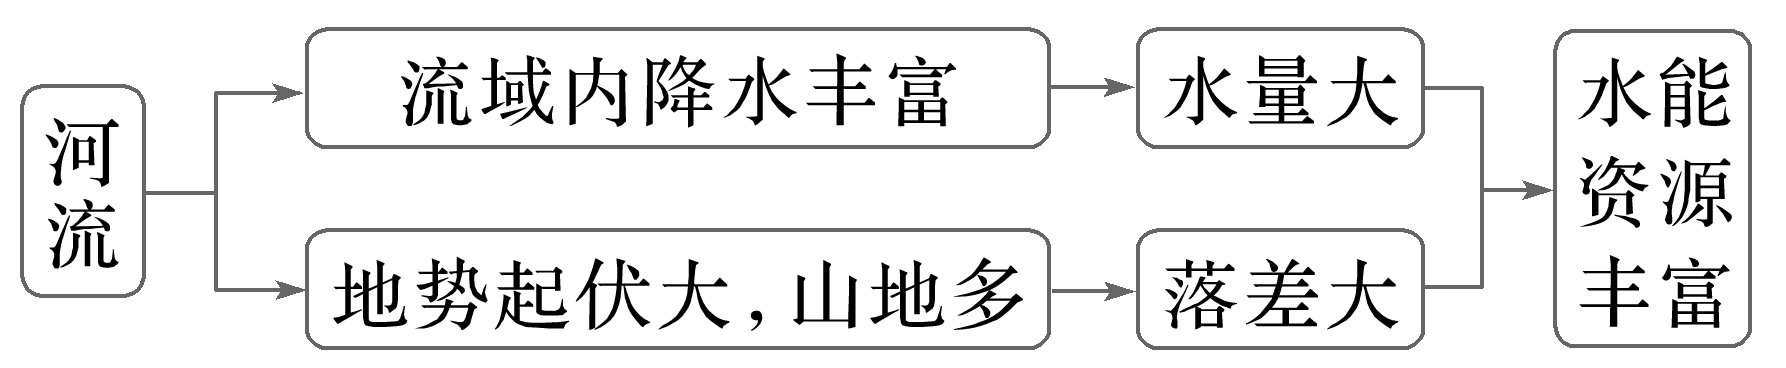 河
流
流域内降水丰富
水量大
地势起伏大,山地多
落差大
水能
资源
丰富